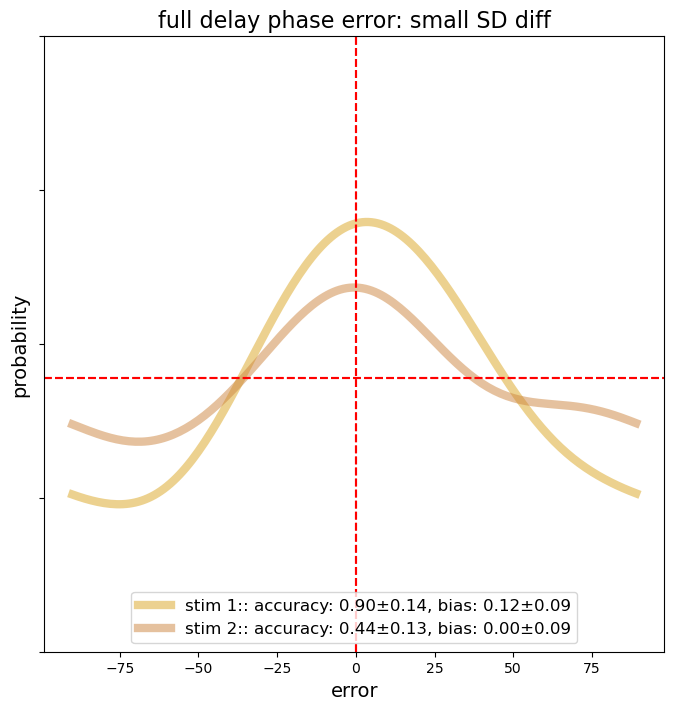 full delay phase error: small SD diff
probability
stim 1:: accuracy: 0.90±0.14, bias: 0.12±0.09
stim 2:: accuracy: 0.44±0.13, bias: 0.00±0.09
−75 −50 −25 0 25 50 75
error